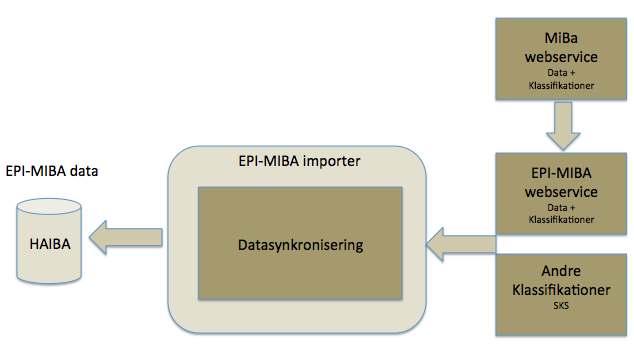 MiBa
webservice
Data +
Klassifikationer
EPI-MIBA importer
EPI-MIBA data
EPI-MIBA
webservice
Data +
Klassifikationer
HAIBA
Datasynkronisering
Andre
Klassifikationer
SKS